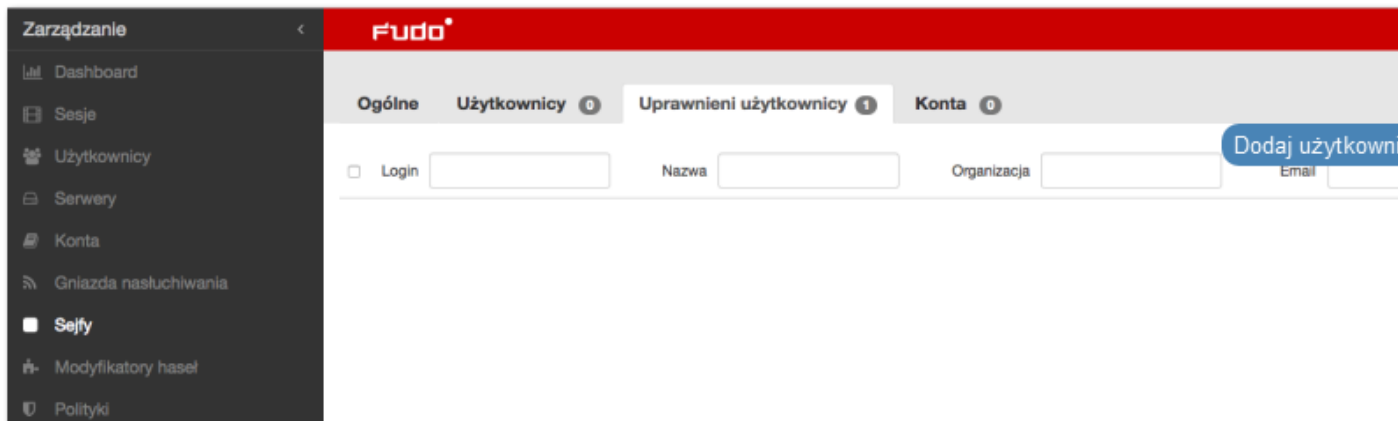 Zarządzanie
Fudo
Dashboard
Sesje
Użytkownicy
Serwery
Konta
Gniazda nasłuchiwania
Sejfy
Modyfikatory haseł
Polityki
Ogólne Użytkownicy 0 Uprawnieni użytkownicy 1 Konta 0
Dodaj użytkowni
Login Nazwa Organizacja Email